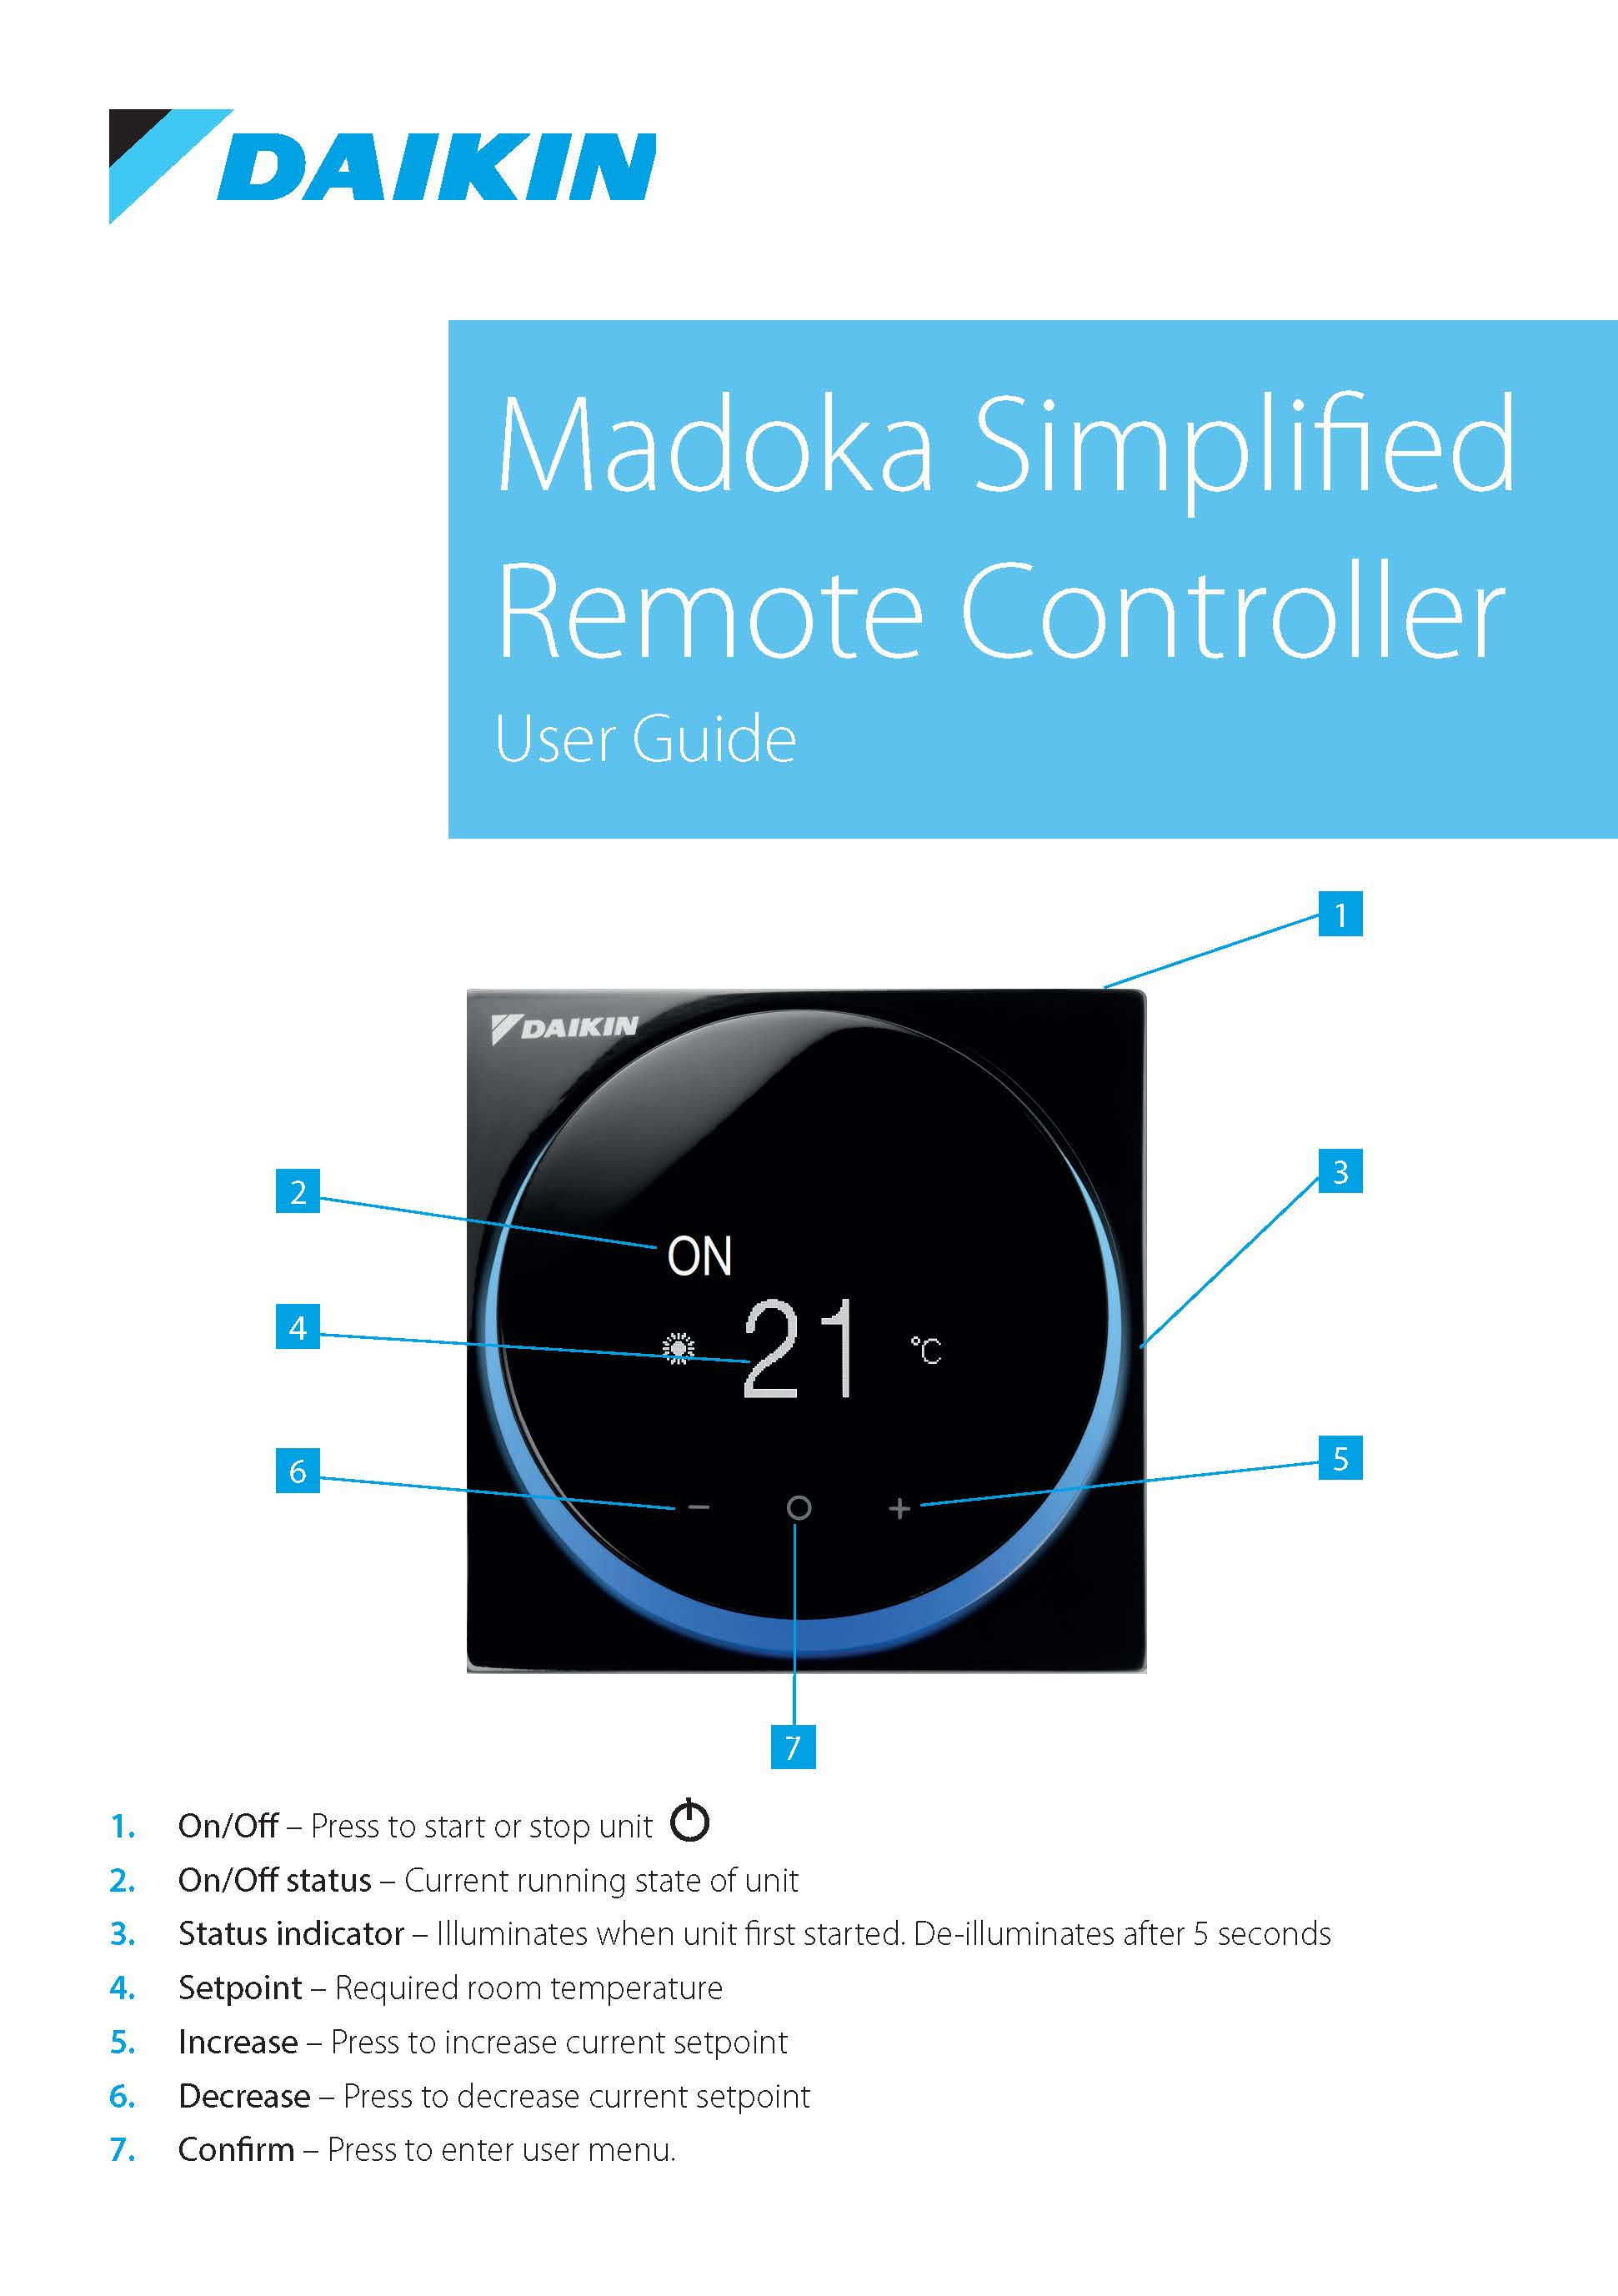 DAIKIN
Madoka Simplified
Remote Controller
User Guide
1
DAIKIN
2
3
ON
4
21 °C
6
5
7
1. On/Off – Press to start or stop unit
2. On/Off status – Current running state of unit
3. Status indicator – Illuminates when unit first started. De-illuminates after 5 seconds
4. Setpoint – Required room temperature
5. Increase – Press to increase current setpoint
6. Decrease – Press to decrease current setpoint
7. Confirm – Press to enter user menu.